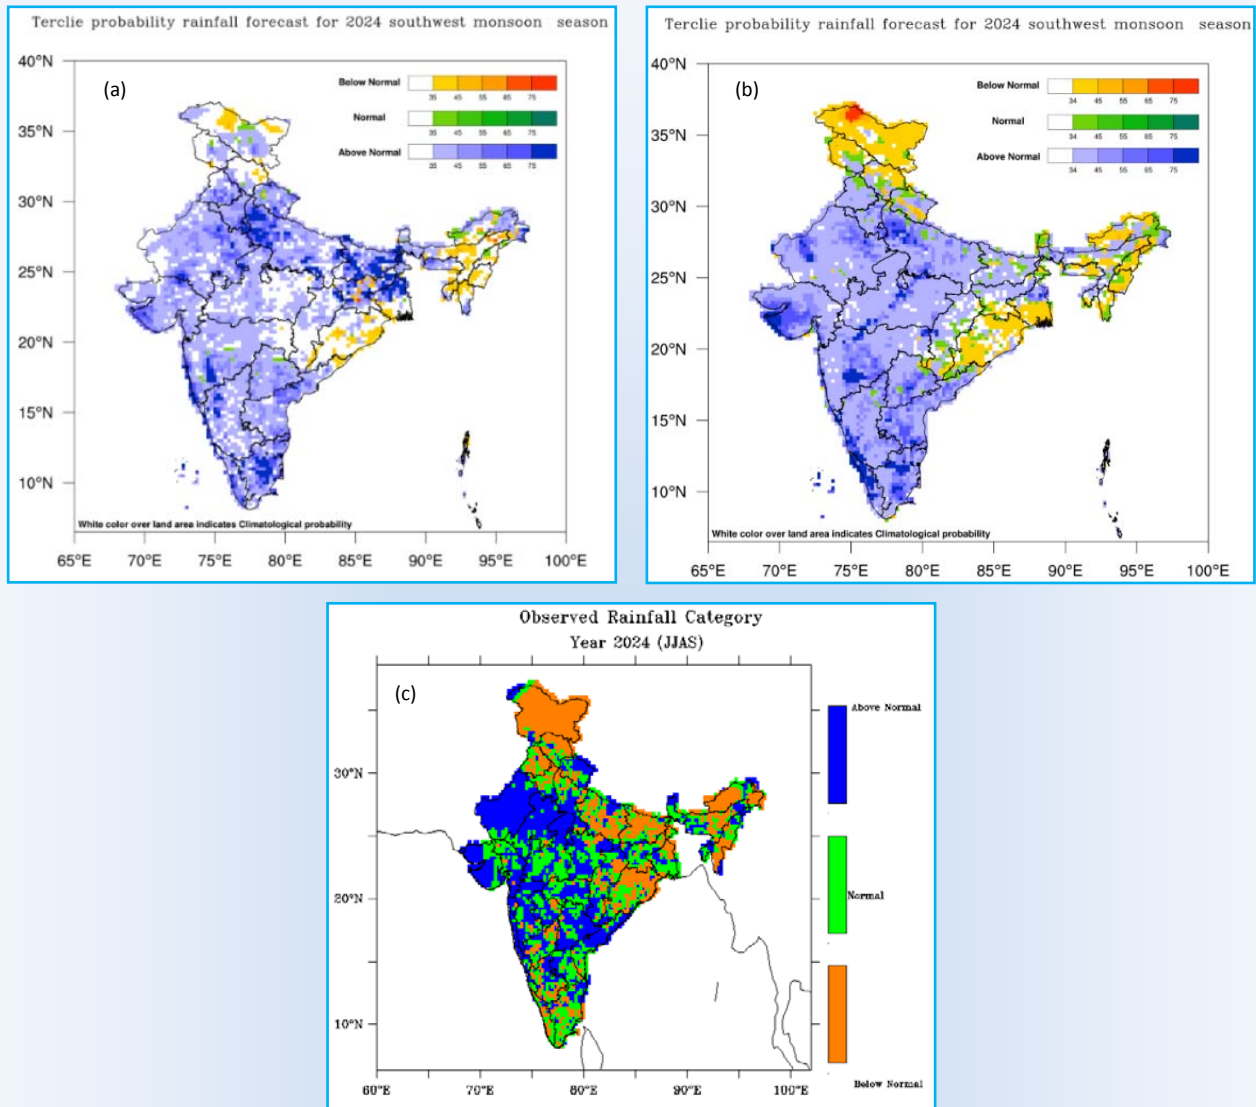 Terclie probability rainfall forecast for 2024 southwest monsoon season
40°N
35°N
30°N
25°N
20°N
15°N
10°N
(a)
Below Normal
35 45 55 65 75
Normal
35 45 55 65 75
Above Normal
35 45 55 65 75
White color over land area indicates Climatological probability
65°E 70°E 75°E 80°E 85°E 90°E 95°E 100°E
Terclie probability rainfall forecast for 2024 southwest monsoon season
40°N
35°N
30°N
25°N
20°N
15°N
10°N
(b)
Below Normal
34 45 55 65 75
Normal
34 45 55 65 75
Above Normal
34 45 55 65 75
White color over land area indicates Climatological probability
65°E 70°E 75°E 80°E 85°E 90°E 95°E 100°E
Observed Rainfall Category
Year 2024 (JJAS)
(c)
30°N
20°N
10°N
60°E 70°E 80°E 90°E 100°E
Above Normal
Normal
Below Normal